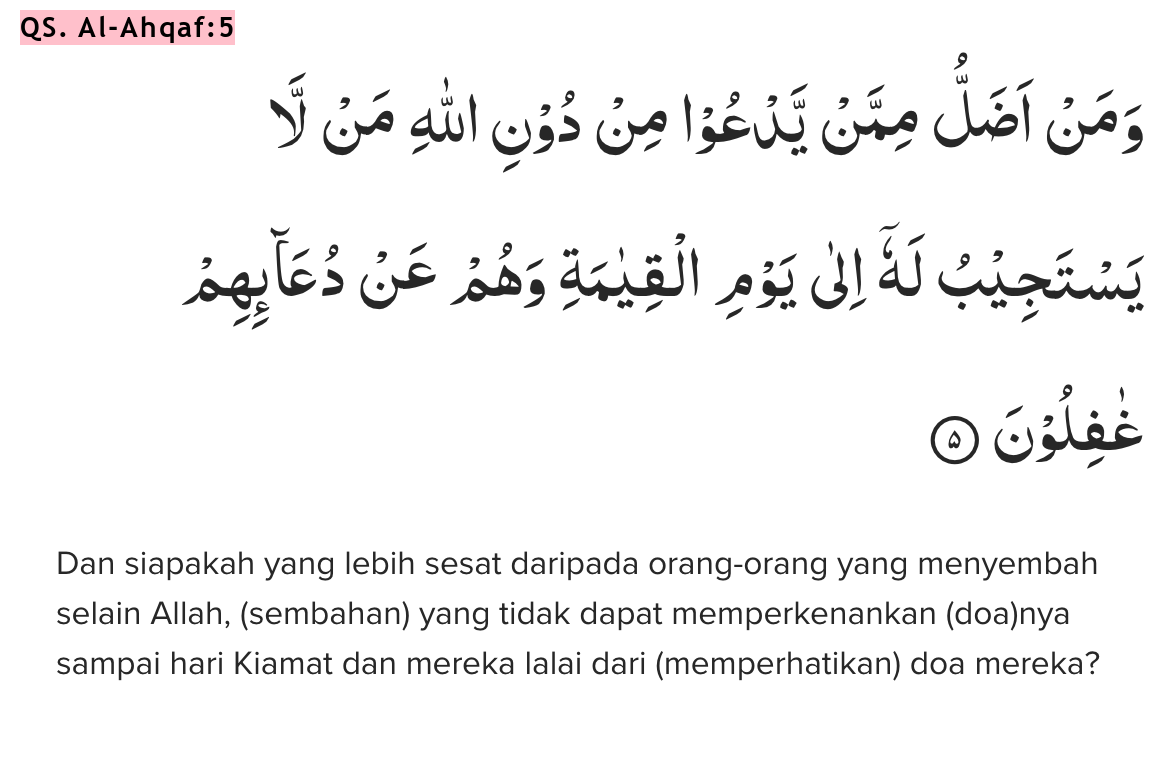 QS. Al-Ahqaf:5
وَمَنْ اَضَلُّ مِمَّنْ يَّدْعُوْا مِنْ دُوْنِ اللّٰهِ مَنْ لَّا
يَسْتَجِيْبُ لَهٗٓ اِلٰى يَوْمِ الْقِيٰمَةِ وَهُمْ عَنْ دُعَاۤىِٕهِمْ
غٰفِلُوْنَ ۵
Dan siapakah yang lebih sesat daripada orang-orang yang menyembah
selain Allah, (sembahan) yang tidak dapat memperkenankan (doa)nya
sampai hari Kiamat dan mereka lalai dari (memperhatikan) doa mereka?